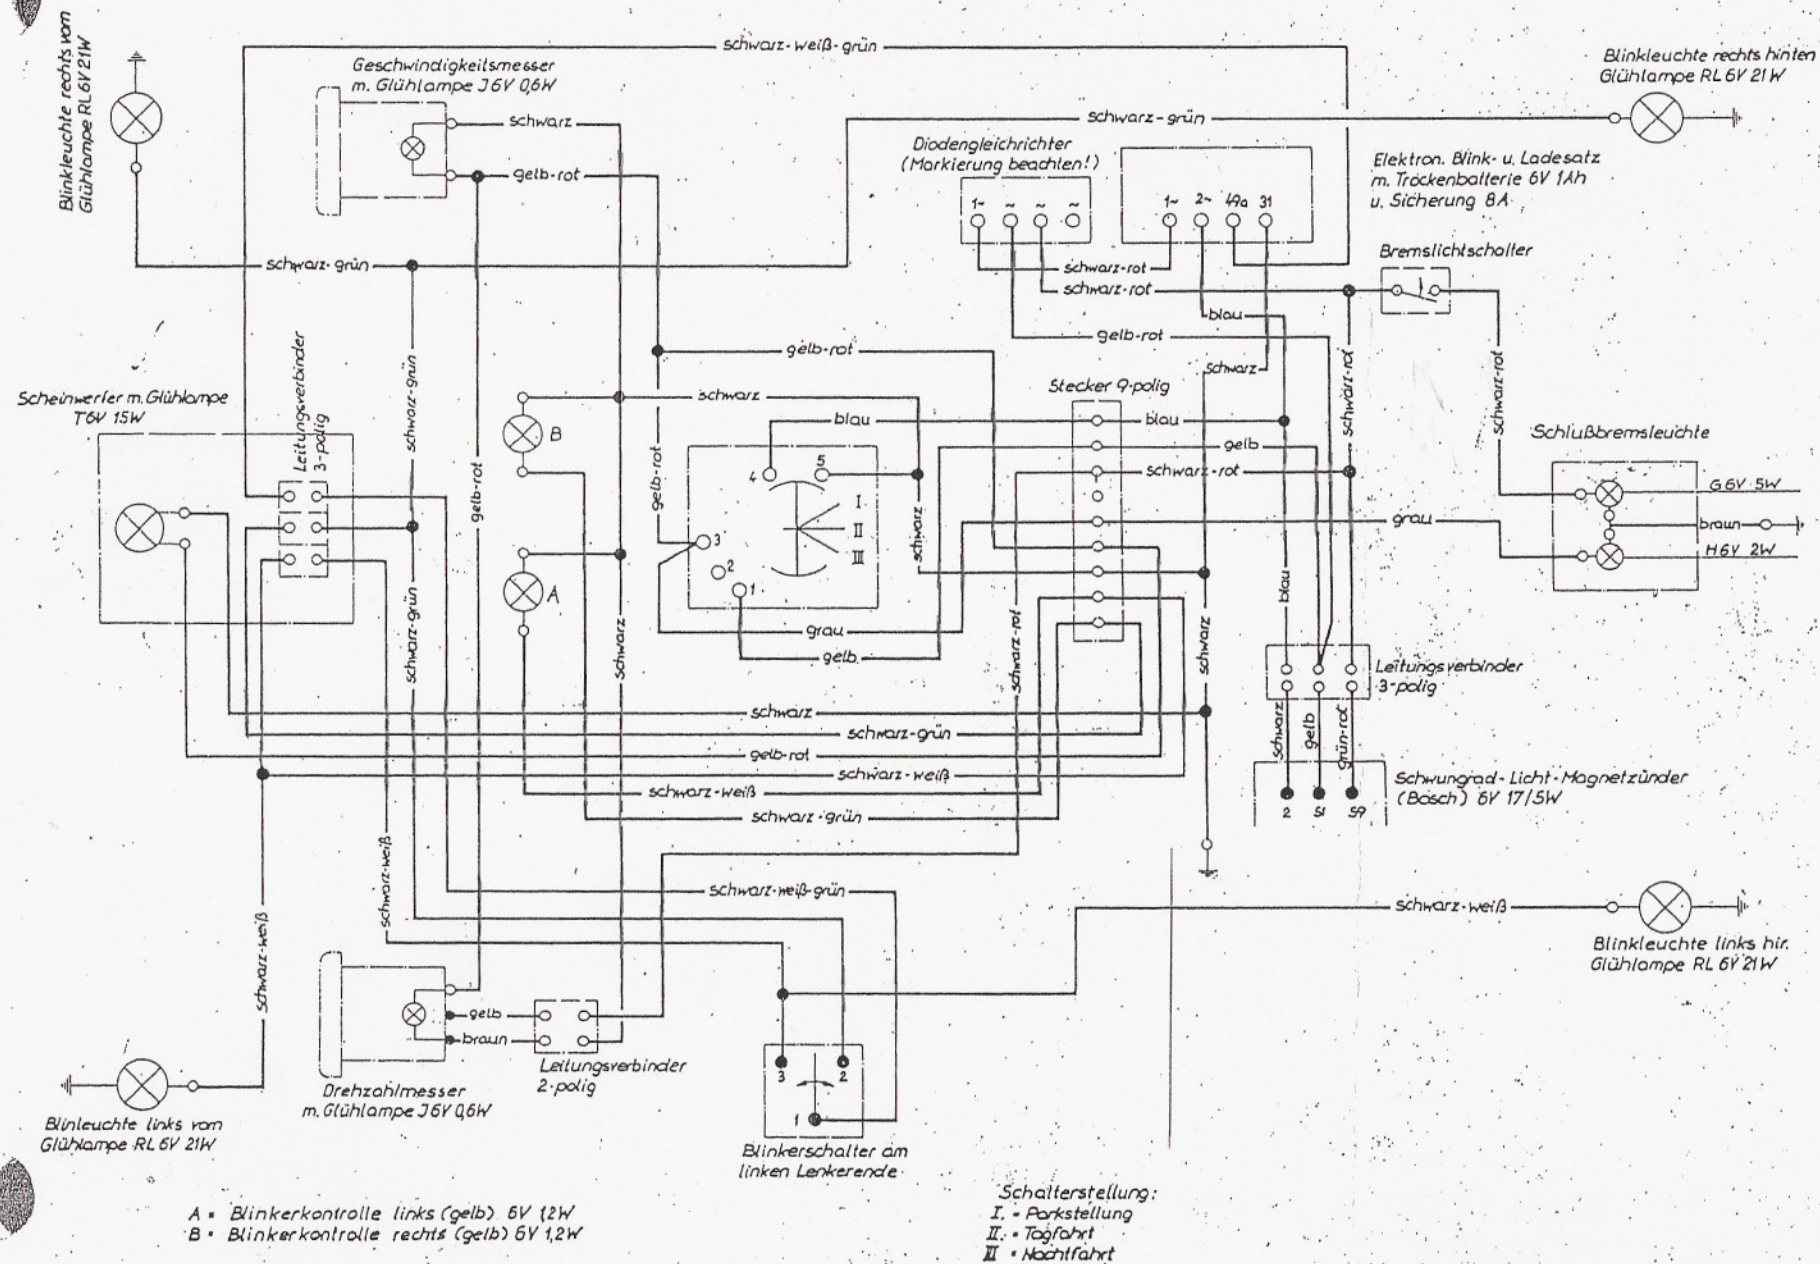 Blinkleuchte rechts vorn
Glühlampe RL 6V 21W
Geschwindigkeitsmesser
m. Glühlampe J6V 0,6W
schwarz-weiß-grün
Blinkleuchte rechts hinten
Glühlampe RL 6V 21W
schwarz
schwarz-grün
Diodengleichrichter
(Markierung beachten!)
Elektron. Blink- u. Ladesatz
m. Trockenbatterie 6V 1Ah
u. Sicherung 8A
gelb-rot
1~ ~ ~ ~
1~ 2~ 49a 31
Bremslichtschalter
schwarz-grün
schwarz-rot
schwarz-rot
blau
gelb-rot
gelb-rot
schwarz
schwarz-rot
schwarz-rot
Scheinwerfer m. Glühlampe
T6V 15W
Leitungsverbinder
3-polig
schwarz-grün
schwarz
Stecker 9-polig
B
blau
blau
gelb
schwarz-rot
Schlußbremsleuchte
4
5
gelb-rot
gelb-rot
I
II
III
G6V 5W
grau
braun
H6V 2W
schwarz
3
2
1
A
blau
schwarz-grün
schwarz
grau
gelb
schwarz-rot
schwarz
Leitungsverbinder
3-polig
schwarz
schwarz-grün
gelb-rot
schwarz
gelb
grün-rot
schwarz-weiß
schwarz-weiß
schwarz-grün
Schwungrad-Licht-Magnetzünder
(Bosch) 6V 17/5W
2 51 59
schwarz-weiß
schwarz-weiß-grün
schwarz-weiß
schwarz-weiß
Blinkleuchte links hir.
Glühlampe RL 6V 21W
gelb
braun
Leitungsverbinder
2-polig
Drehzahlmesser
m. Glühlampe J6V 0,6W
3
2
1
Blinleuchte links vorn
Glühlampe RL 6V 21W
Blinkerschalter am
linken Lenkerende
A = Blinkerkontrolle links (gelb) 6V 1,2W
B = Blinkerkontrolle rechts (gelb) 6V 1,2W
Schalterstellung:
I. = Parkstellung
II. = Tagfahrt
III = Nachtfahrt